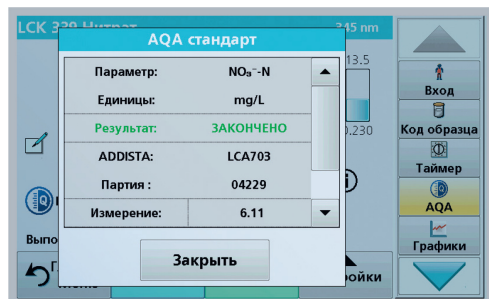 LCK 339 Нитрат 345 nm
AQA стандарт
13.5
Параметр: NO₃⁻-N
Единицы: mg/L
Результат: ЗАКОНЧЕНО
0.230
ADDISTA: LCA703
Партия : 04229
Измерение: 6.11
Закрыть
Выпо
Вход
Код образца
Таймер
AQA
Графики